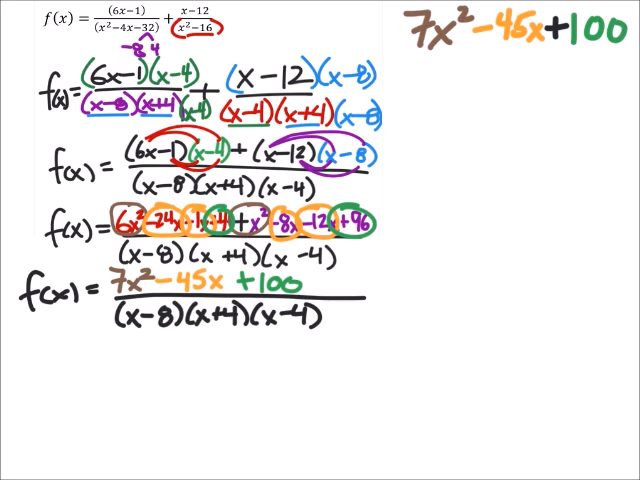 f(x) = (6x−1)/(x²−4x−32) + (x−12)/(x²−16)
7x² − 45x + 100
−8 4
f(x) = (6x−1)(x−4)/(x−8)(x+4)(x−4) + (x−12)(x−8)/(x−4)(x+4)(x−8)
f(x) = (6x−1)(x−4) + (x−12)(x−8)/(x−8)(x+4)(x−4)
f(x) = 6x² −24x −1x +4 + x² −8x −12x +96/(x−8)(x+4)(x−4)
f(x) = 7x² − 45x + 100/(x−8)(x+4)(x−4)